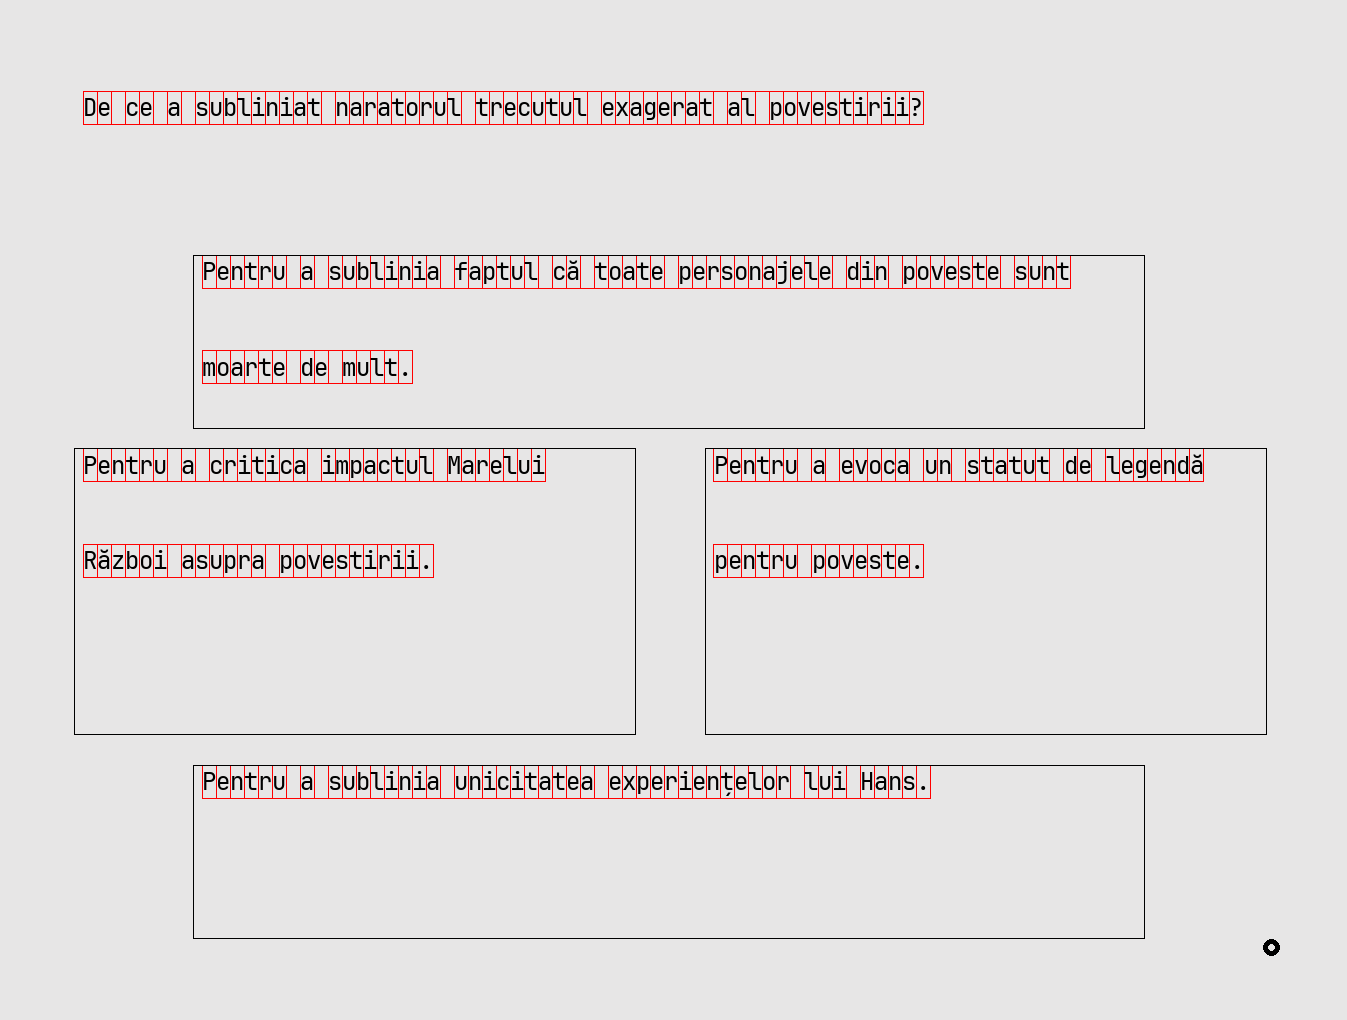 De ce a subliniat naratorul trecutul exagerat al povestirii?
Pentru a sublinia faptul că toate personajele din poveste sunt
moarte de mult.
Pentru a critica impactul Marelui
Război asupra povestirii.
Pentru a evoca un statut de legendă
pentru poveste.
Pentru a sublinia unicitatea experiențelor lui Hans.